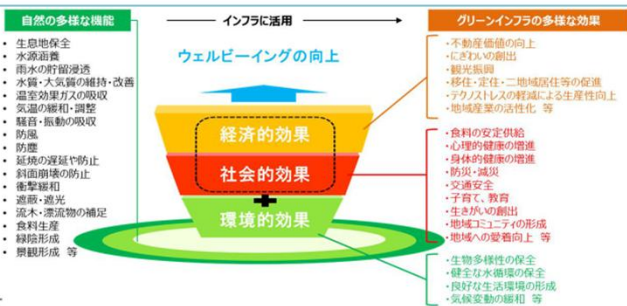 自然の多様な機能
・生息地保全
・水源涵養
・雨水の貯留浸透
・水質・大気質の維持・改善
・温室効果ガスの吸収
・気温の緩和・調整
・騒音・振動の吸収
・防風
・防塵
・延焼の遅延や防止
・斜面崩壊の防止
・衝撃緩和
・遮蔽・遮光
・流木・漂流物の捕足
・食料生産
・緑陰形成
・景観形成 等
インフラに活用
ウェルビーイングの向上
経済的効果
社会的効果
+
環境的効果
グリーンインフラの多様な効果
・不動産価値の向上
・にぎわいの創出
・観光振興
・移住・定住・二地域居住等の促進
・テクノストレスの軽減による生産性向上
・地域産業の活性化 等
・食料の安定供給
・心理的健康の増進
・身体的健康の増進
・防災・減災
・交通安全
・子育て、教育
・生きがいの創出
・地域コミュニティの形成
・地域への愛着向上 等
・生物多様性の保全
・健全な水循環の保全
・良好な生活環境の形成
・気候変動の緩和 等